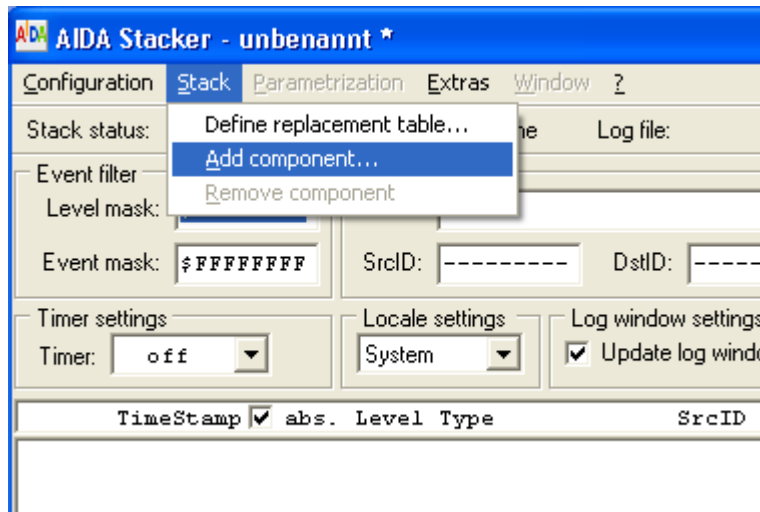 AIDA AIDA Stacker - unbenannt *
Configuration Stack Parametrization Extras Window ?
Stack status: Log file:
Define replacement table...
Add component...
Remove component
Event filter
Level mask:
Event mask: $FFFFFFFF SrcID: --------- DstID: -----
Timer settings Locale settings Log window settings
Timer: off System Update log windo
TimeStamp abs. Level Type SrcID